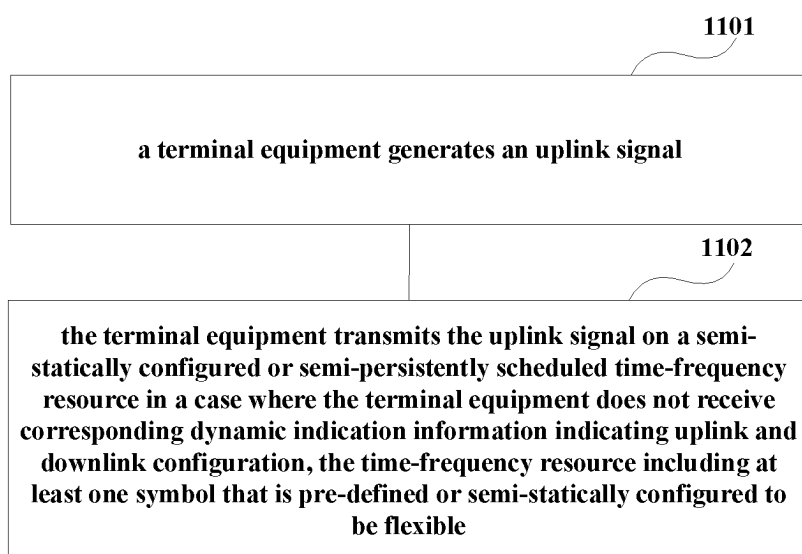 1101
a terminal equipment generates an uplink signal
1102
the terminal equipment transmits the uplink signal on a semi-
statically configured or semi-persistently scheduled time-frequency
resource in a case where the terminal equipment does not receive
corresponding dynamic indication information indicating uplink and
downlink configuration, the time-frequency resource including at
least one symbol that is pre-defined or semi-statically configured to
be flexible